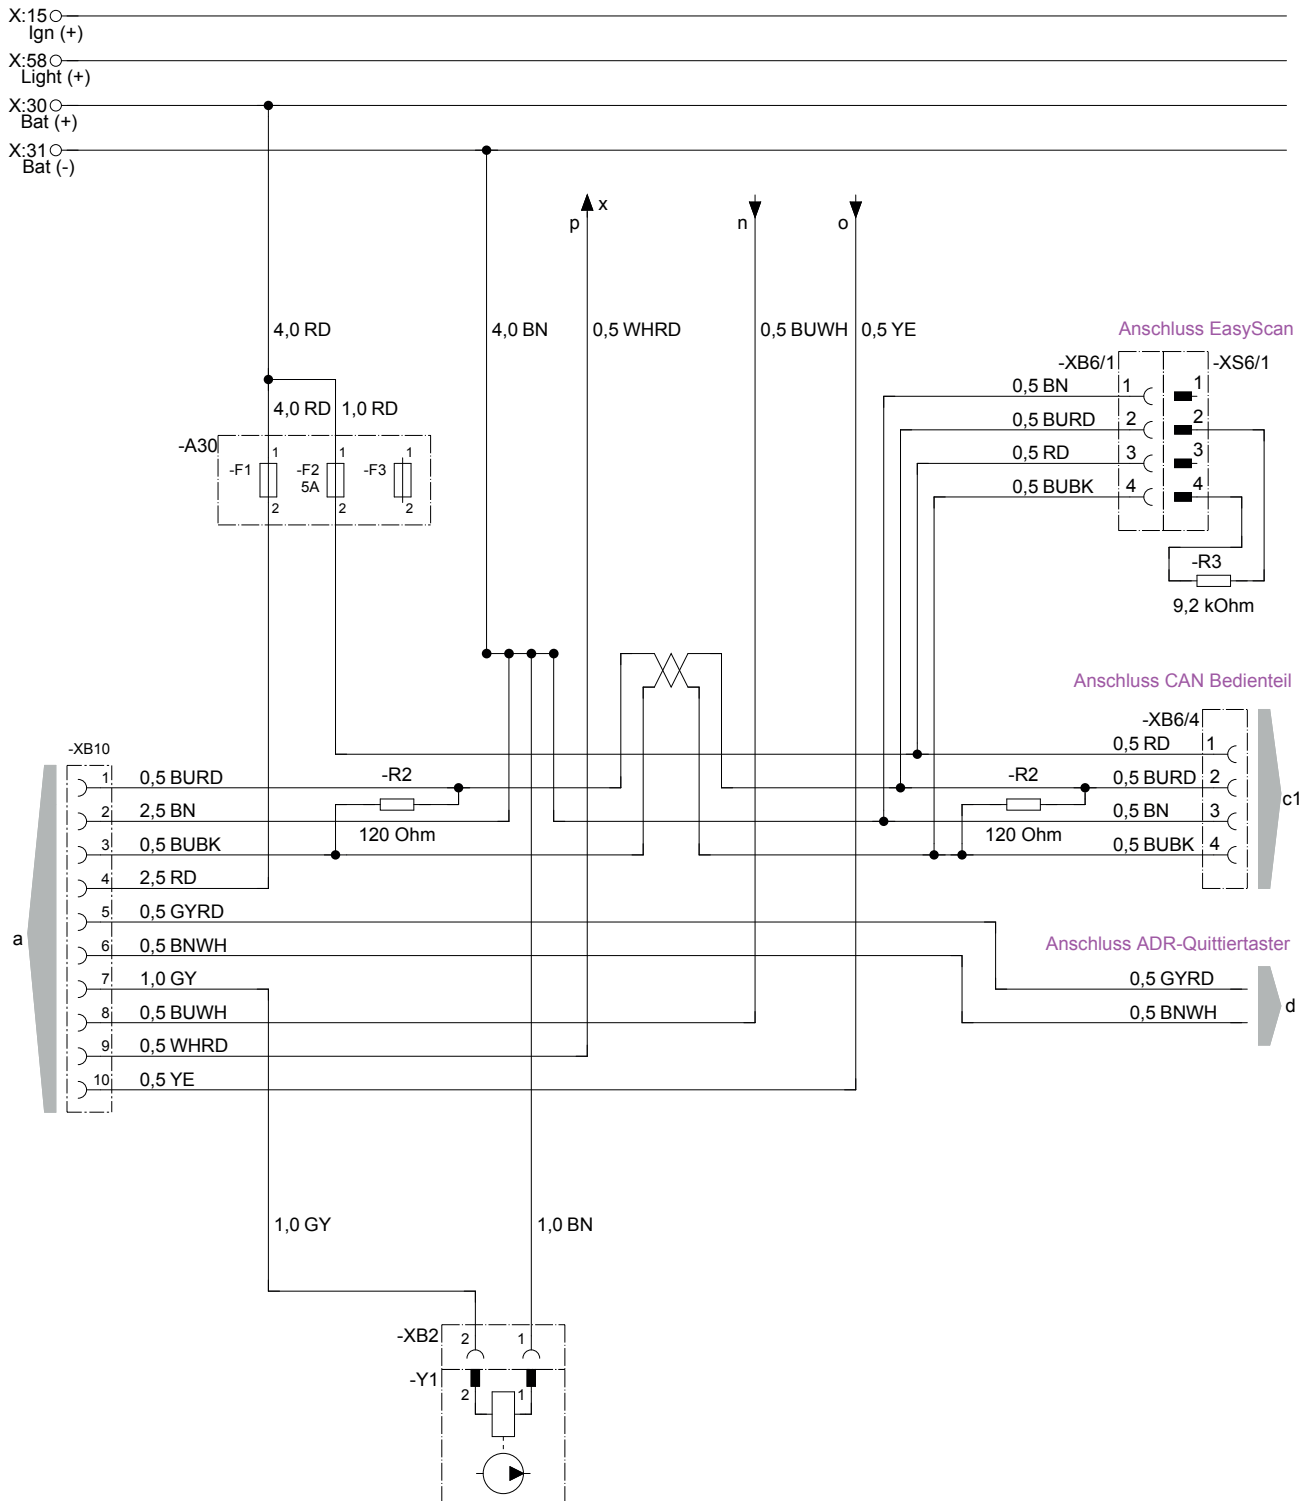 X:15
Ign (+)
X:58
Light (+)
X:30
Bat (+)
X:31
Bat (-)
p x
n
o
4,0 RD
4,0 BN
0,5 WHRD
0,5 BUWH
0,5 YE
Anschluss EasyScan
-XB6/1
-XS6/1
0,5 BN 1 1
0,5 BURD 2 2
0,5 RD 3 3
0,5 BUBK 4 4
-R3
9,2 kOhm
4,0 RD
1,0 RD
-A30
1 1 1
-F1 -F2 -F3
5A
2 2 2
Anschluss CAN Bedienteil
-XB6/4
0,5 RD 1
0,5 BURD 2
0,5 BN 3
0,5 BUBK 4
c1
-R2
120 Ohm
-R2
120 Ohm
-XB10
a
1 0,5 BURD
2 2,5 BN
3 0,5 BUBK
4 2,5 RD
5 0,5 GYRD
6 0,5 BNWH
7 1,0 GY
8 0,5 BUWH
9 0,5 WHRD
10 0,5 YE
Anschluss ADR-Quittiertaster
0,5 GYRD
0,5 BNWH
d
1,0 GY
1,0 BN
-XB2 2 1
-Y1
2 1